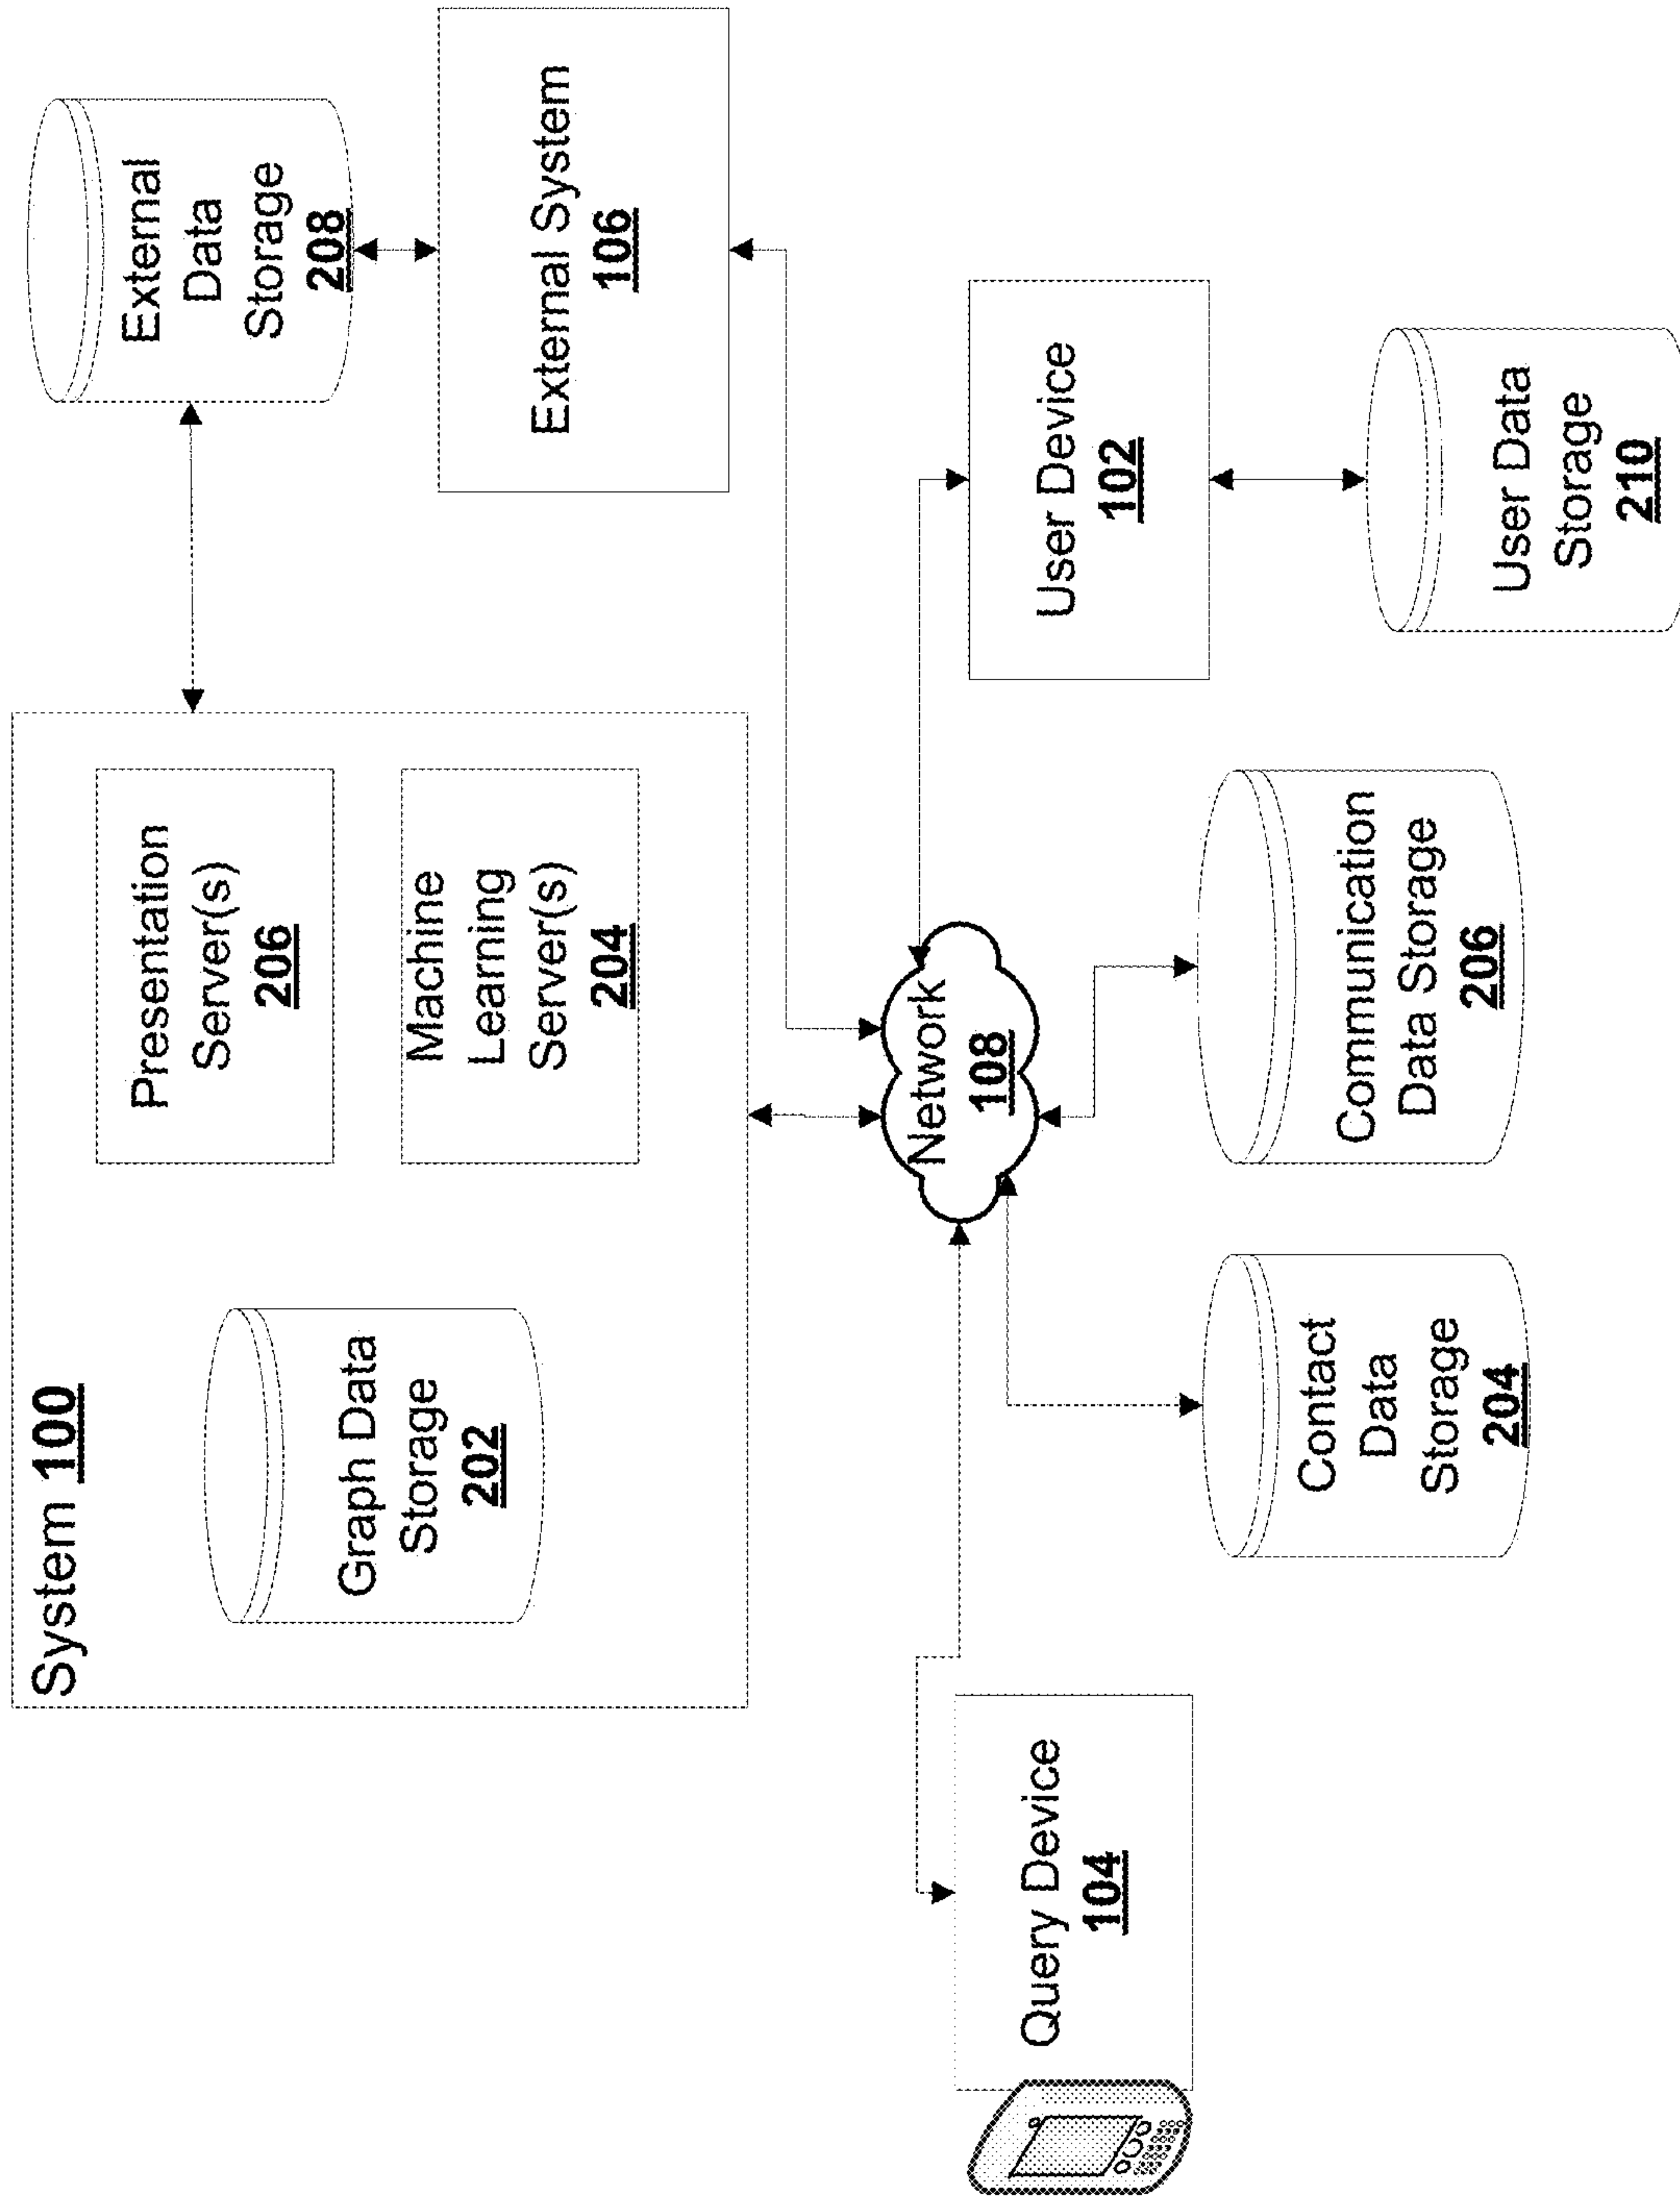 System 100
Graph Data
Storage
202
Presentation
Server(s)
206
Machine
Learning
Server(s)
204
External
Data
Storage
208
External System
106
Network
108
Query Device
104
Contact
Data
Storage
204
Communication
Data Storage
206
User Device
102
User Data
Storage
210